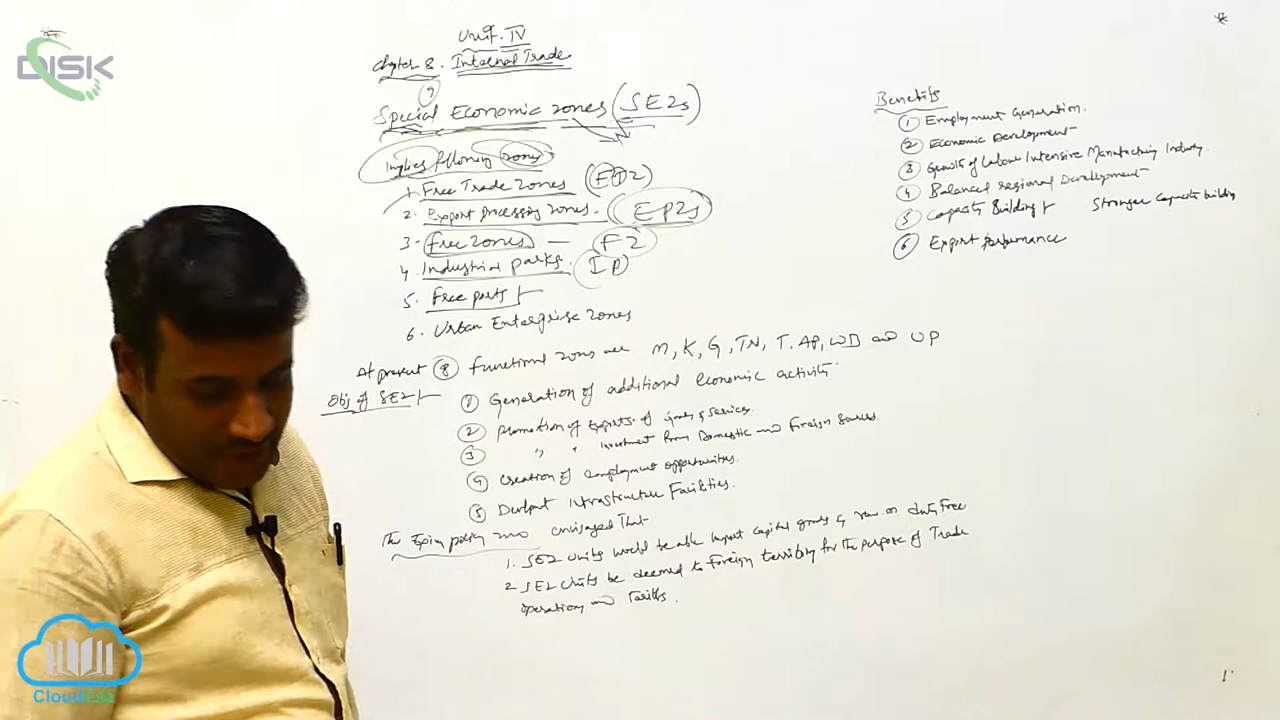 DISK
Unit. IV
Chapter 8. Internal Trade
Special Economic zones (SEZs)
Implies following zones
1. Free Trade Zones (FTZ)
2. Export processing zones. (EPZs)
3. Free zones — FZ
4. Industrial parks. (IP)
5. Free ports
6. Urban Enterprise Zones
At present 8 Functional zones are M, K, G, TN, T. AP, WB and UP
Obj of SEZ
1 Generation of additional economic activity
2 promotion of Exports of Goods & Services
3 " " Investment from Domestic and Foreign Sources
4 Creation of employment opportunities.
5 Infrastructure Facilities.
The Exim policy envisaged That
1. SEZ units would be able import capital goods & raw on duty Free
2 SEZ Units be deemed to foreign territory for the purpose of Trade
operations and Tariffs.
Benefits
1 Employment Generation.
2 Economic Development
3 Growth of Labour Intensive Manufacturing Industry.
4 Balanced regional Development
5 Capacity Building Stronger Capacity building
6 Export performance
CloudEdz